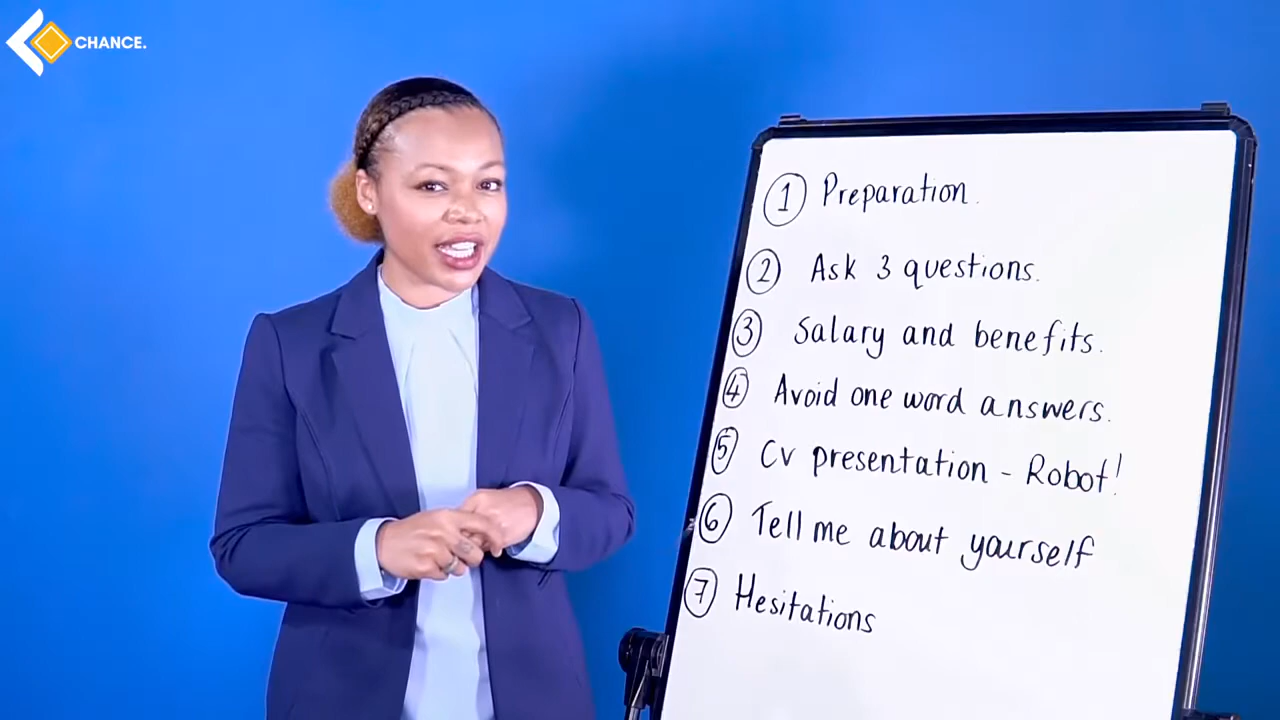 CHANCE.
1 Preparation.
2 Ask 3 questions.
3 Salary and benefits.
4 Avoid one word answers.
5 Cv presentation - Robot!
6 Tell me about yourself
7 Hesitations